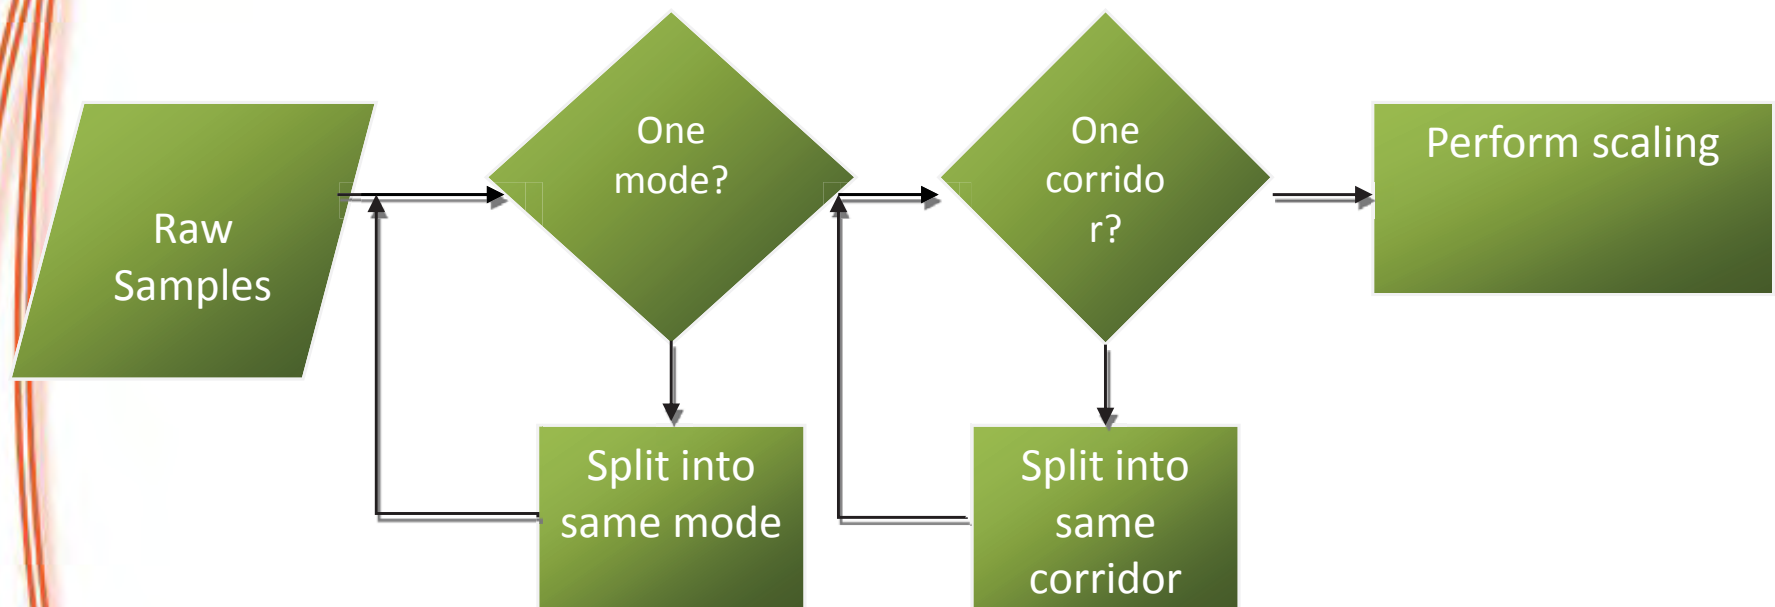 Raw
Samples
One
mode?
One
corrido
r?
Perform scaling
Split into
same mode
Split into
same
corridor